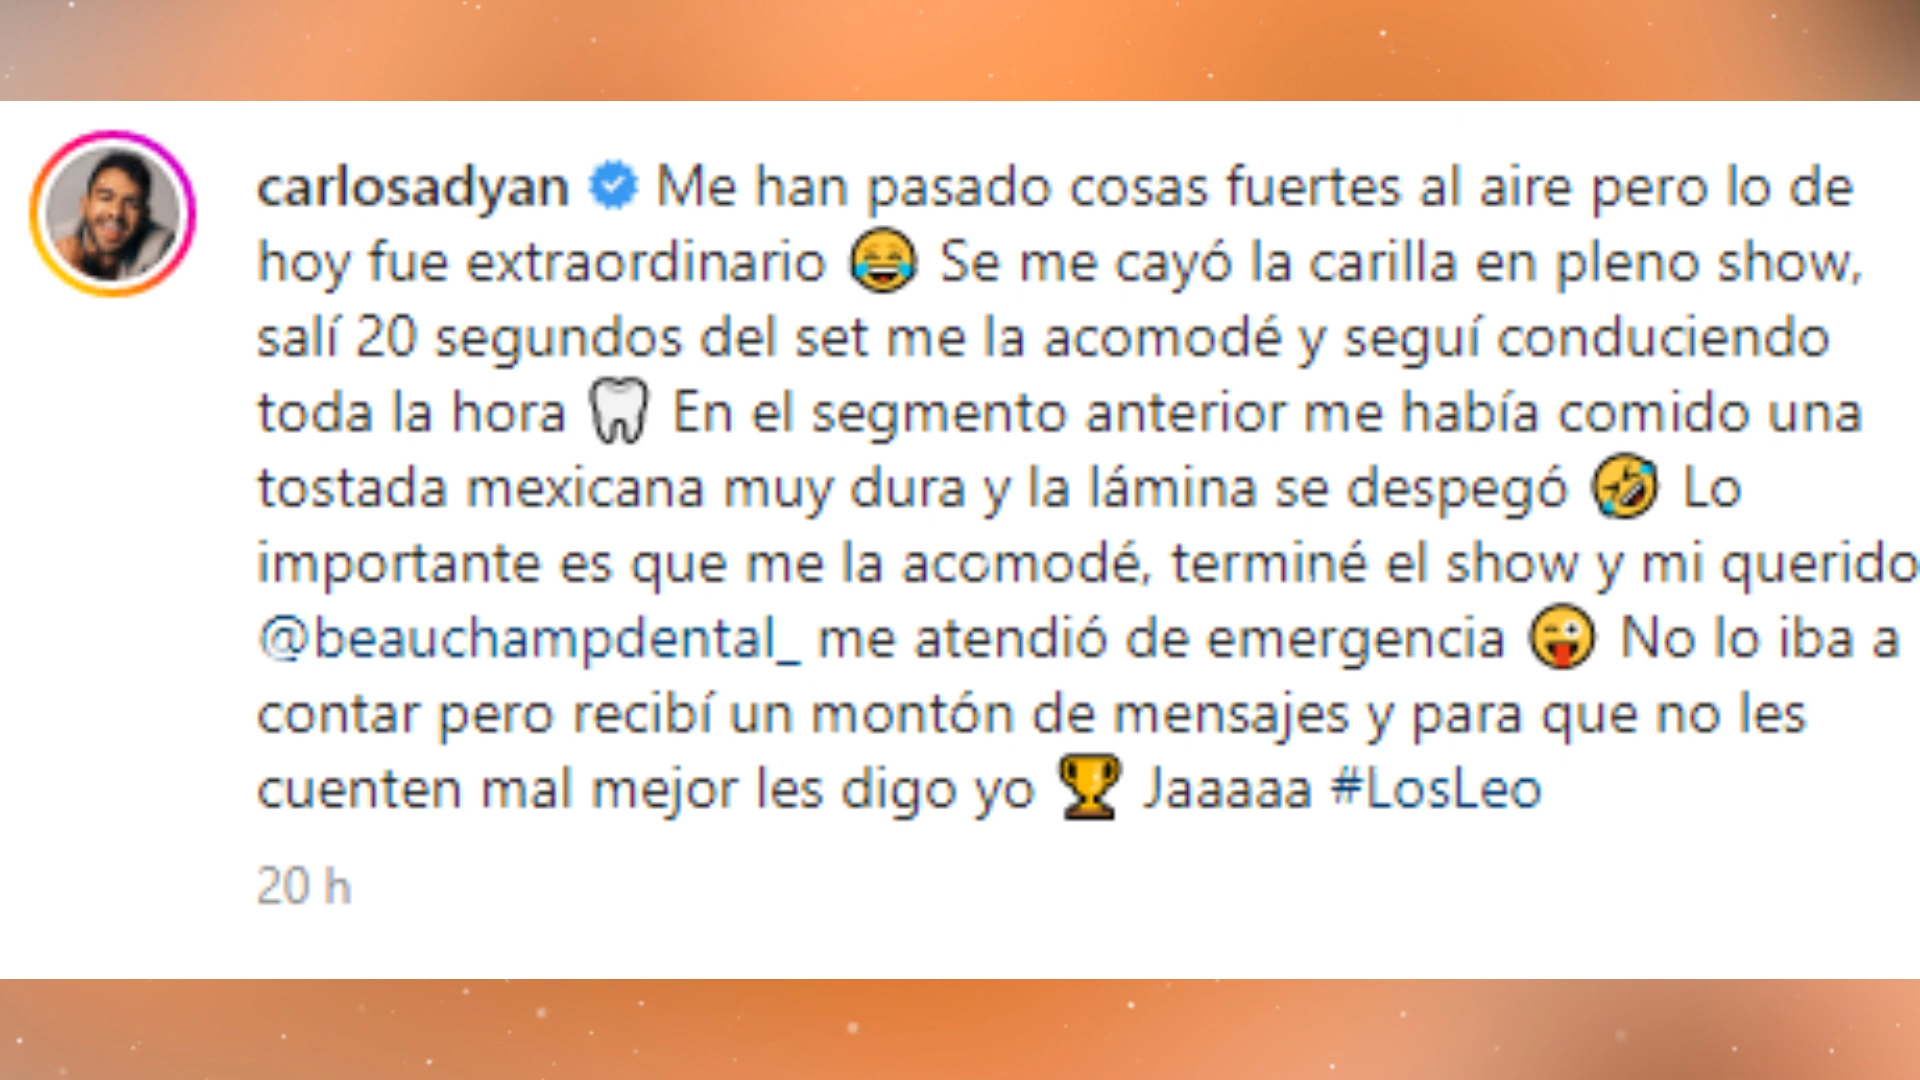 carlosadyan Me han pasado cosas fuertes al aire pero lo de
hoy fue extraordinario 😂 Se me cayó la carilla en pleno show,
salí 20 segundos del set me la acomodé y seguí conduciendo
toda la hora 🦷 En el segmento anterior me había comido una
tostada mexicana muy dura y la lámina se despegó 🤣 Lo
importante es que me la acomodé, terminé el show y mi querido
@beauchampdental_ me atendió de emergencia 😜 No lo iba a
contar pero recibí un montón de mensajes y para que no les
cuenten mal mejor les digo yo 🏆 Jaaaaa #LosLeo
20 h